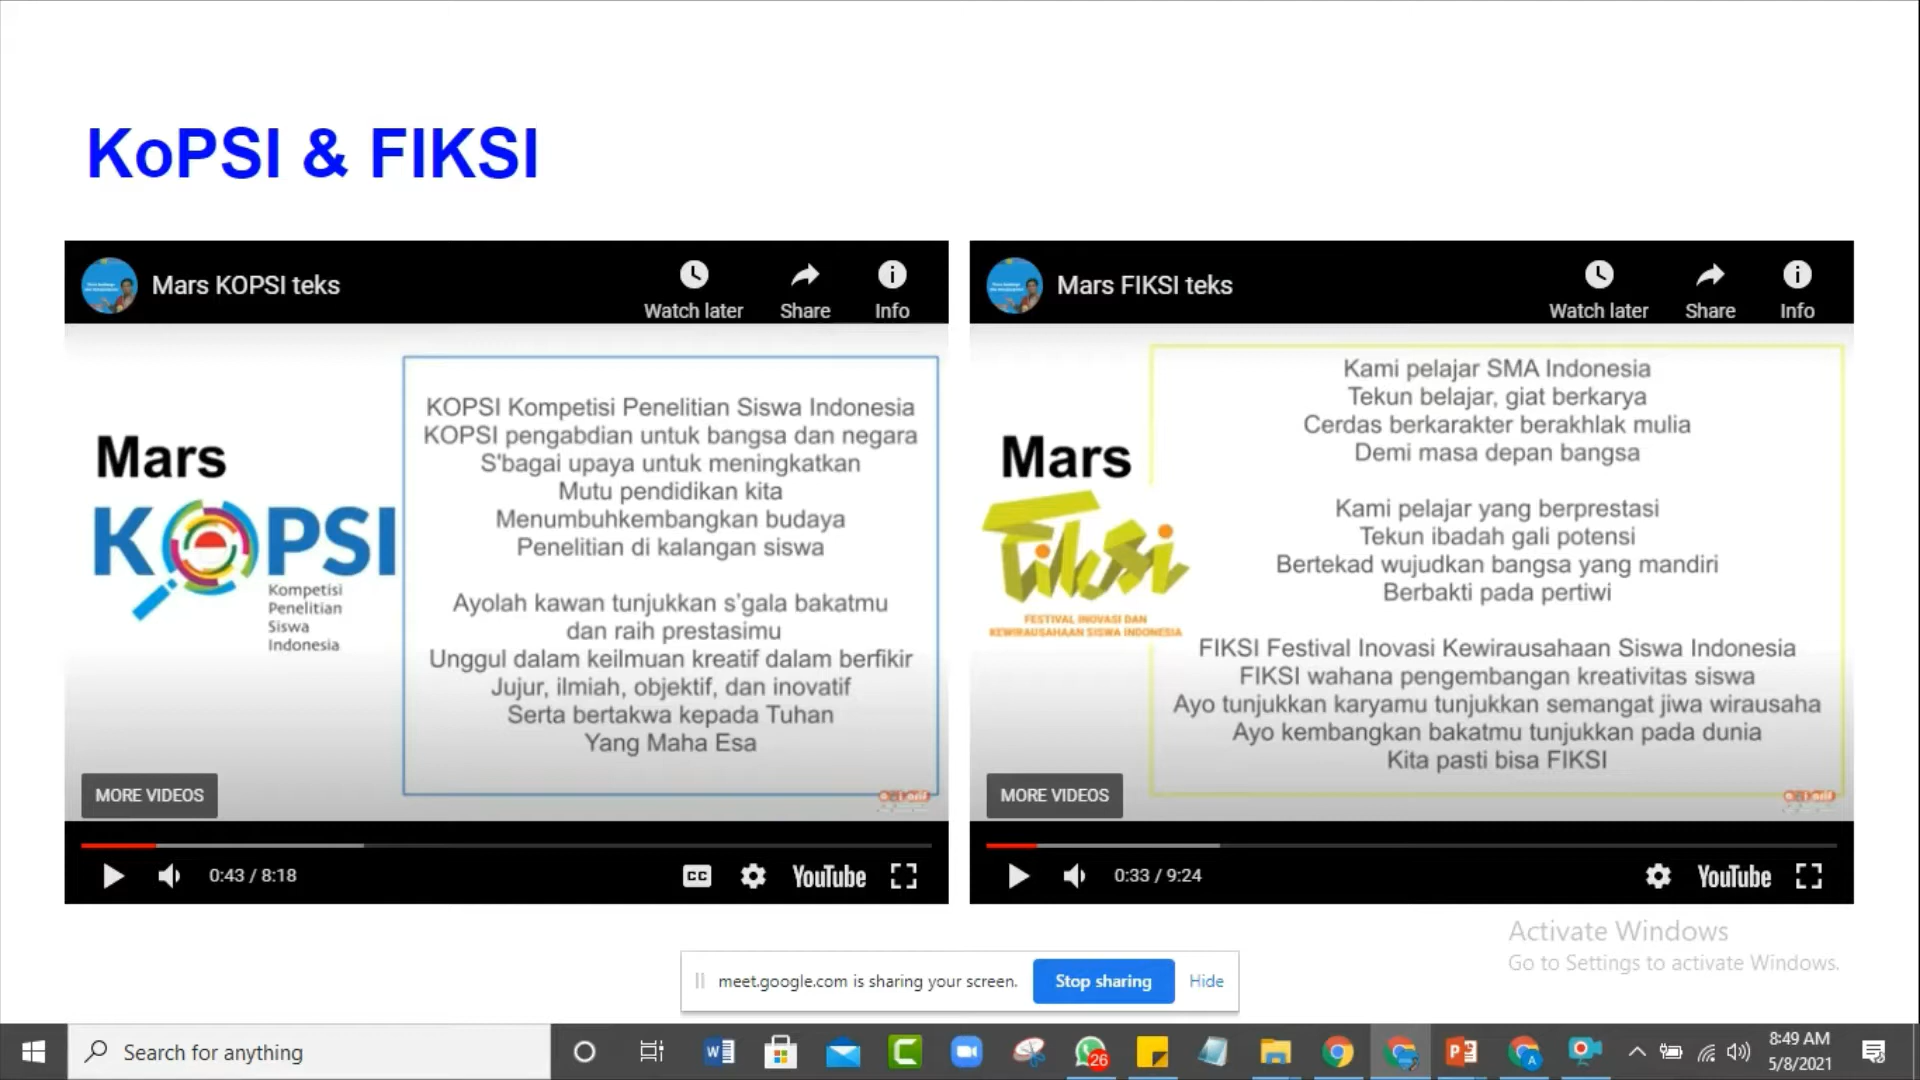 KoPSI & FIKSI
Mars KOPSI teks
Watch later
Share
Info
Mars
KOPSI
Kompetisi
Penelitian
Siswa
Indonesia
KOPSI Kompetisi Penelitian Siswa Indonesia
KOPSI pengabdian untuk bangsa dan negara
S'bagai upaya untuk meningkatkan
Mutu pendidikan kita
Menumbuhkembangkan budaya
Penelitian di kalangan siswa
Ayolah kawan tunjukkan s'gala bakatmu
dan raih prestasimu
Unggul dalam keilmuan kreatif dalam berfikir
Jujur, ilmiah, objektif, dan inovatif
Serta bertakwa kepada Tuhan
Yang Maha Esa
MORE VIDEOS
0:43 / 8:18
CC
YouTube
Mars FIKSI teks
Watch later
Share
Info
Mars
Fiksi
FESTIVAL INOVASI DAN
KEWIRAUSAHAAN SISWA INDONESIA
Kami pelajar SMA Indonesia
Tekun belajar, giat berkarya
Cerdas berkarakter berakhlak mulia
Demi masa depan bangsa
Kami pelajar yang berprestasi
Tekun ibadah gali potensi
Bertekad wujudkan bangsa yang mandiri
Berbakti pada pertiwi
FIKSI Festival Inovasi Kewirausahaan Siswa Indonesia
FIKSI wahana pengembangan kreativitas siswa
Ayo tunjukkan karyamu tunjukkan semangat jiwa wirausaha
Ayo kembangkan bakatmu tunjukkan pada dunia
Kita pasti bisa FIKSI
MORE VIDEOS
0:33 / 9:24
YouTube
Activate Windows
Go to Settings to activate Windows.
meet.google.com is sharing your screen.
Stop sharing
Hide
Search for anything
26
8:49 AM
5/8/2021